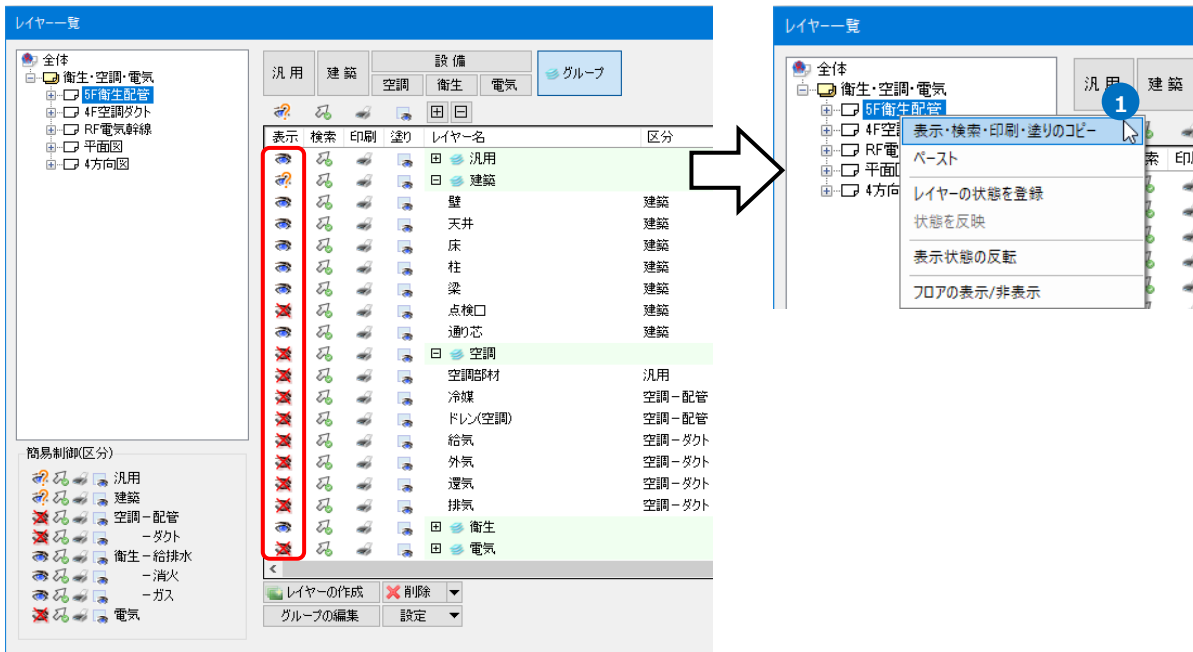 レイヤー一覧
全体
衛生・空調・電気
5F衛生配管
4F空調ダクト
RF電気幹線
平面図
4方向図
汎用 建築 設備 グループ
空調 衛生 電気
表示 検索 印刷 塗り レイヤー名 区分
汎用
建築
壁 建築
天井 建築
床 建築
柱 建築
梁 建築
点検口 建築
通り芯 建築
空調
空調部材 汎用
冷媒 空調-配管
ドレン(空調) 空調-配管
給気 空調-ダクト
外気 空調-ダクト
還気 空調-ダクト
排気 空調-ダクト
衛生
電気
簡易制御(区分)
汎用
建築
空調-配管
-ダクト
衛生-給排水
-消火
-ガス
電気
レイヤーの作成 削除
グループの編集 設定
レイヤー一覧
全体
衛生・空調・電気
5F衛生配管
4F空
RF電
平面
4方向
汎用 建築
1
索 印
表示・検索・印刷・塗りのコピー
ペースト
レイヤーの状態を登録
状態を反映
表示状態の反転
フロアの表示/非表示